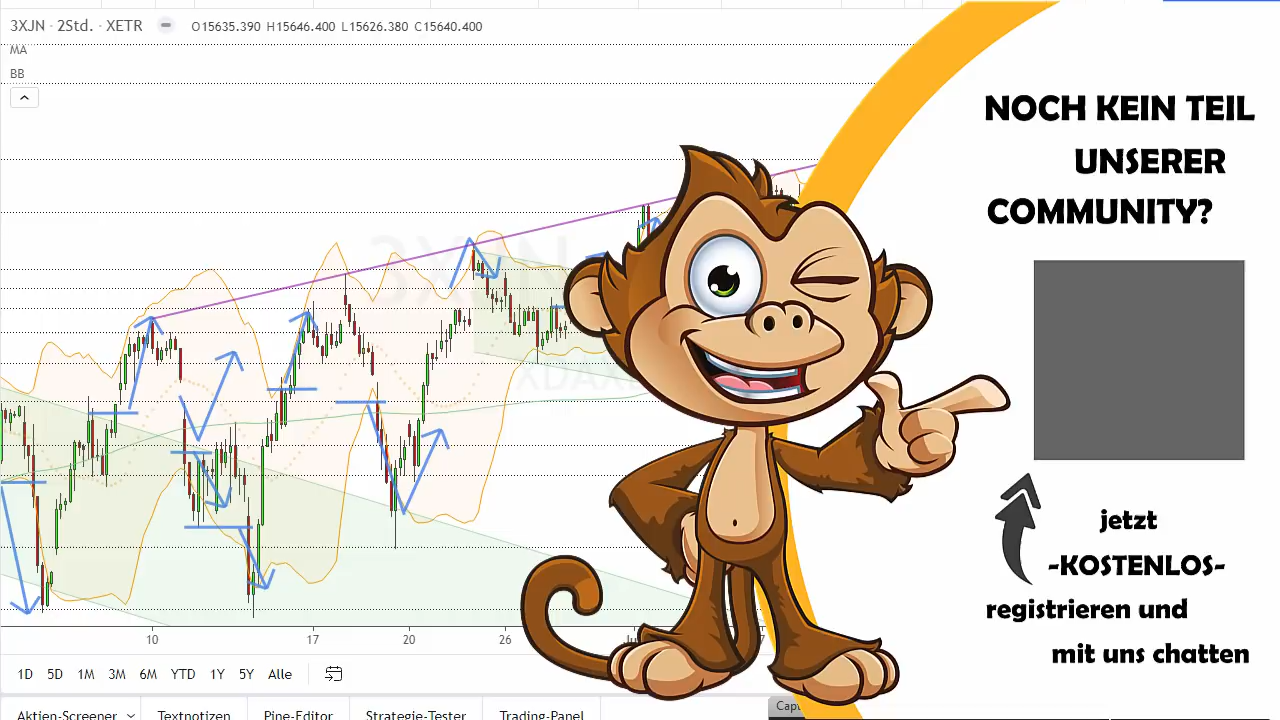 3XJN · 2Std. · XETR O15635.390 H15646.400 L15626.380 C15640.400
MA
BB
3XJN
XDAX
10 17 20 26
1D 5D 1M 3M 6M YTD 1Y 5Y Alle
Aktien-Screener Textnotizen Pine-Editor Strategie-Tester Trading-Panel
NOCH KEIN TEIL
UNSERER
COMMUNITY?
jetzt
-KOSTENLOS-
registrieren und
mit uns chatten